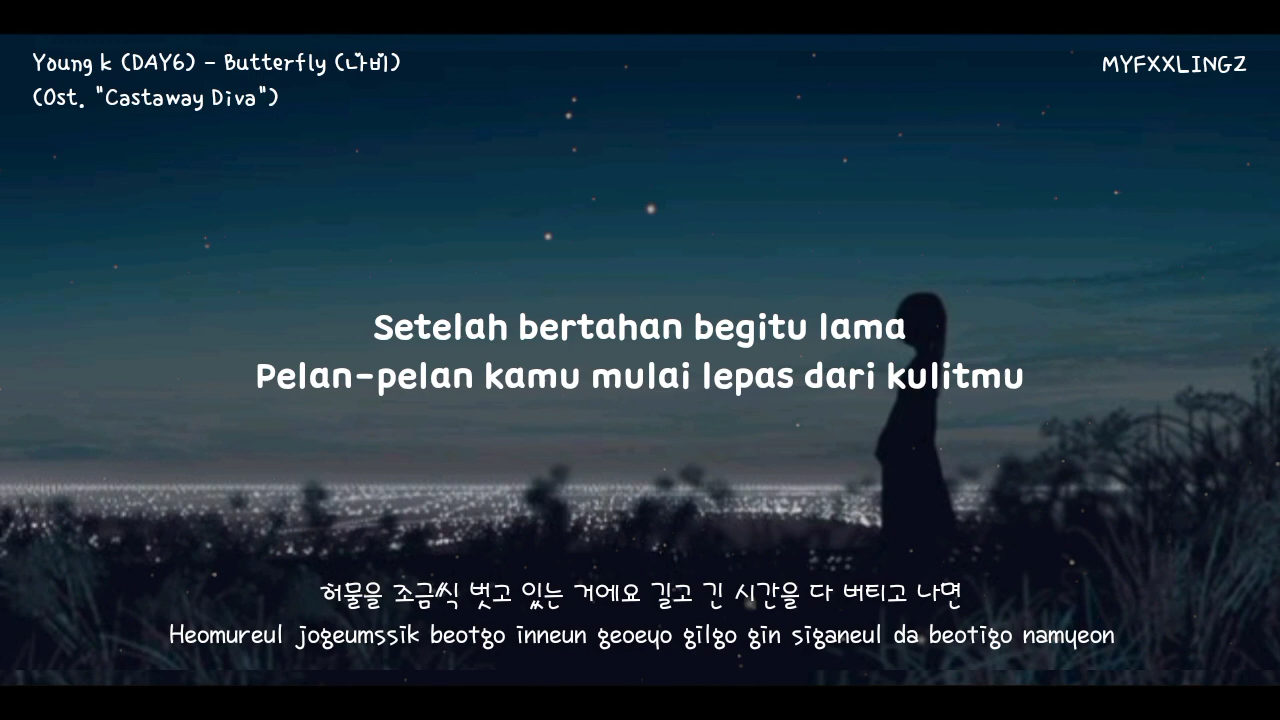 Young k (DAY6) - Butterfly (나비)
(Ost. "Castaway Diva")
MYFXXLINGZ
Setelah bertahan begitu lama
Pelan-pelan kamu mulai lepas dari kulitmu
허물을 조금씩 벗고 있는 거에요 길고 긴 시간을 다 버티고 나면
Heomureul jogeumssik beotgo inneun geoeyo gilgo gin siganeul da beotigo namyeon